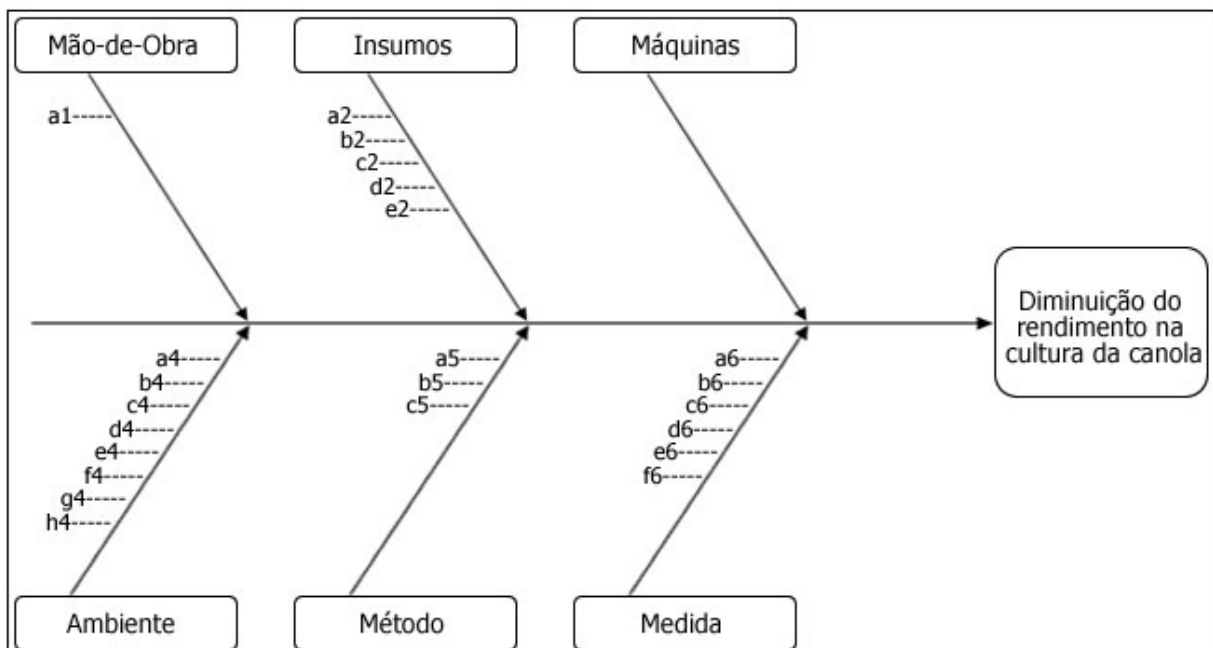 Mão-de-Obra
Insumos
Máquinas
a1-----
a2-----
b2-----
c2-----
d2-----
e2-----
Diminuição do
rendimento na
cultura da canola
a4-----
b4-----
c4-----
d4-----
e4-----
f4-----
g4-----
h4-----
a5-----
b5-----
c5-----
a6-----
b6-----
c6-----
d6-----
e6-----
f6-----
Ambiente
Método
Medida